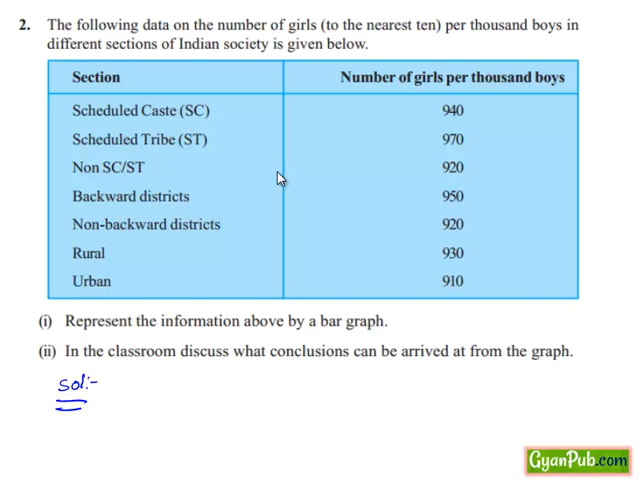 2. The following data on the number of girls (to the nearest ten) per thousand boys in
different sections of Indian society is given below.
Section Number of girls per thousand boys
Scheduled Caste (SC) 940
Scheduled Tribe (ST) 970
Non SC/ST 920
Backward districts 950
Non-backward districts 920
Rural 930
Urban 910
(i) Represent the information above by a bar graph.
(ii) In the classroom discuss what conclusions can be arrived at from the graph.
Sol:-
GyanPub.com